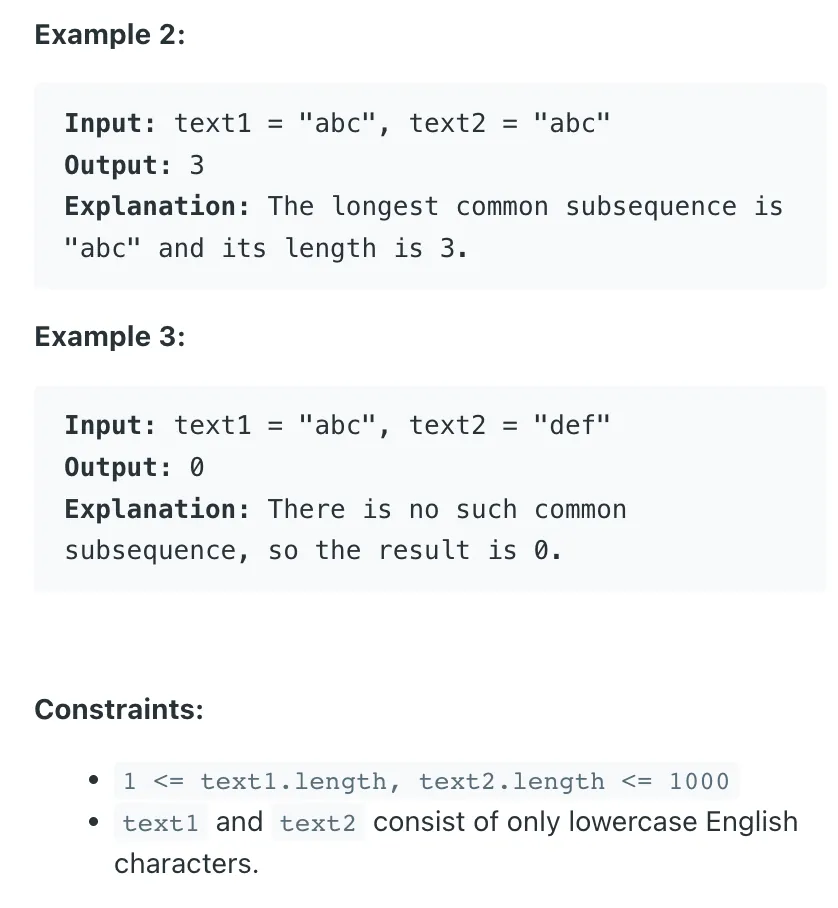 Example 2:
Input: text1 = "abc", text2 = "abc"
Output: 3
Explanation: The longest common subsequence is
"abc" and its length is 3.
Example 3:
Input: text1 = "abc", text2 = "def"
Output: 0
Explanation: There is no such common
subsequence, so the result is 0.
Constraints:
• 1 <= text1.length, text2.length <= 1000
• text1 and text2 consist of only lowercase English
characters.